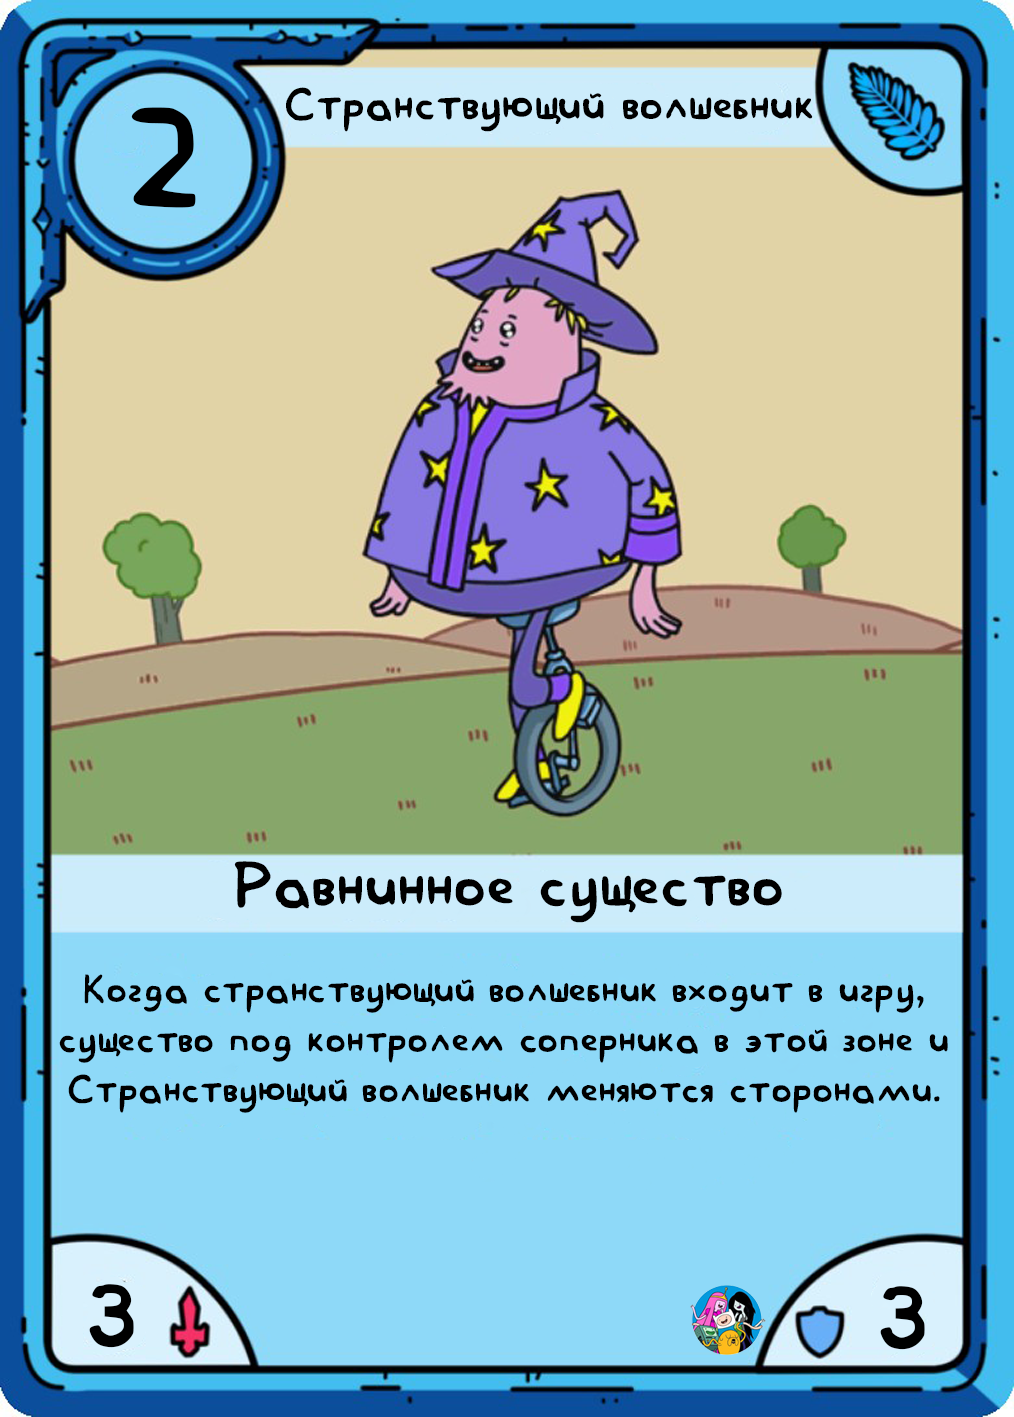 2
Странствующий волшебник
Равнинное существо
Когда странствующий волшебник входит в игру,
существо под контролем соперника в этой зоне и
Странствующий волшебник меняются сторонами.
3
3